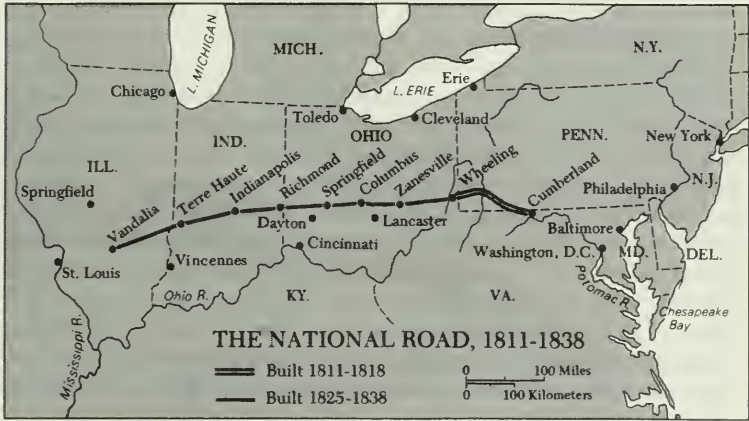 L. MICHIGAN
MICH.
N.Y.
Chicago
Erie
L. ERIE
Toledo
OHIO
Cleveland
IND.
PENN.
New York
ILL.
Springfield
Vandalia
Terre Haute
Indianapolis
Richmond
Springfield
Columbus
Zanesville
Wheeling
Cumberland
Philadelphia
N.J.
Dayton
Lancaster
Baltimore
Cincinnati
Washington, D.C.
MD.
DEL.
St. Louis
Vincennes
Ohio R.
KY.
VA.
Potomac R.
Chesapeake
Bay
Mississippi R.
THE NATIONAL ROAD, 1811-1838
Built 1811-1818
0 100 Miles
Built 1825-1838
0 100 Kilometers